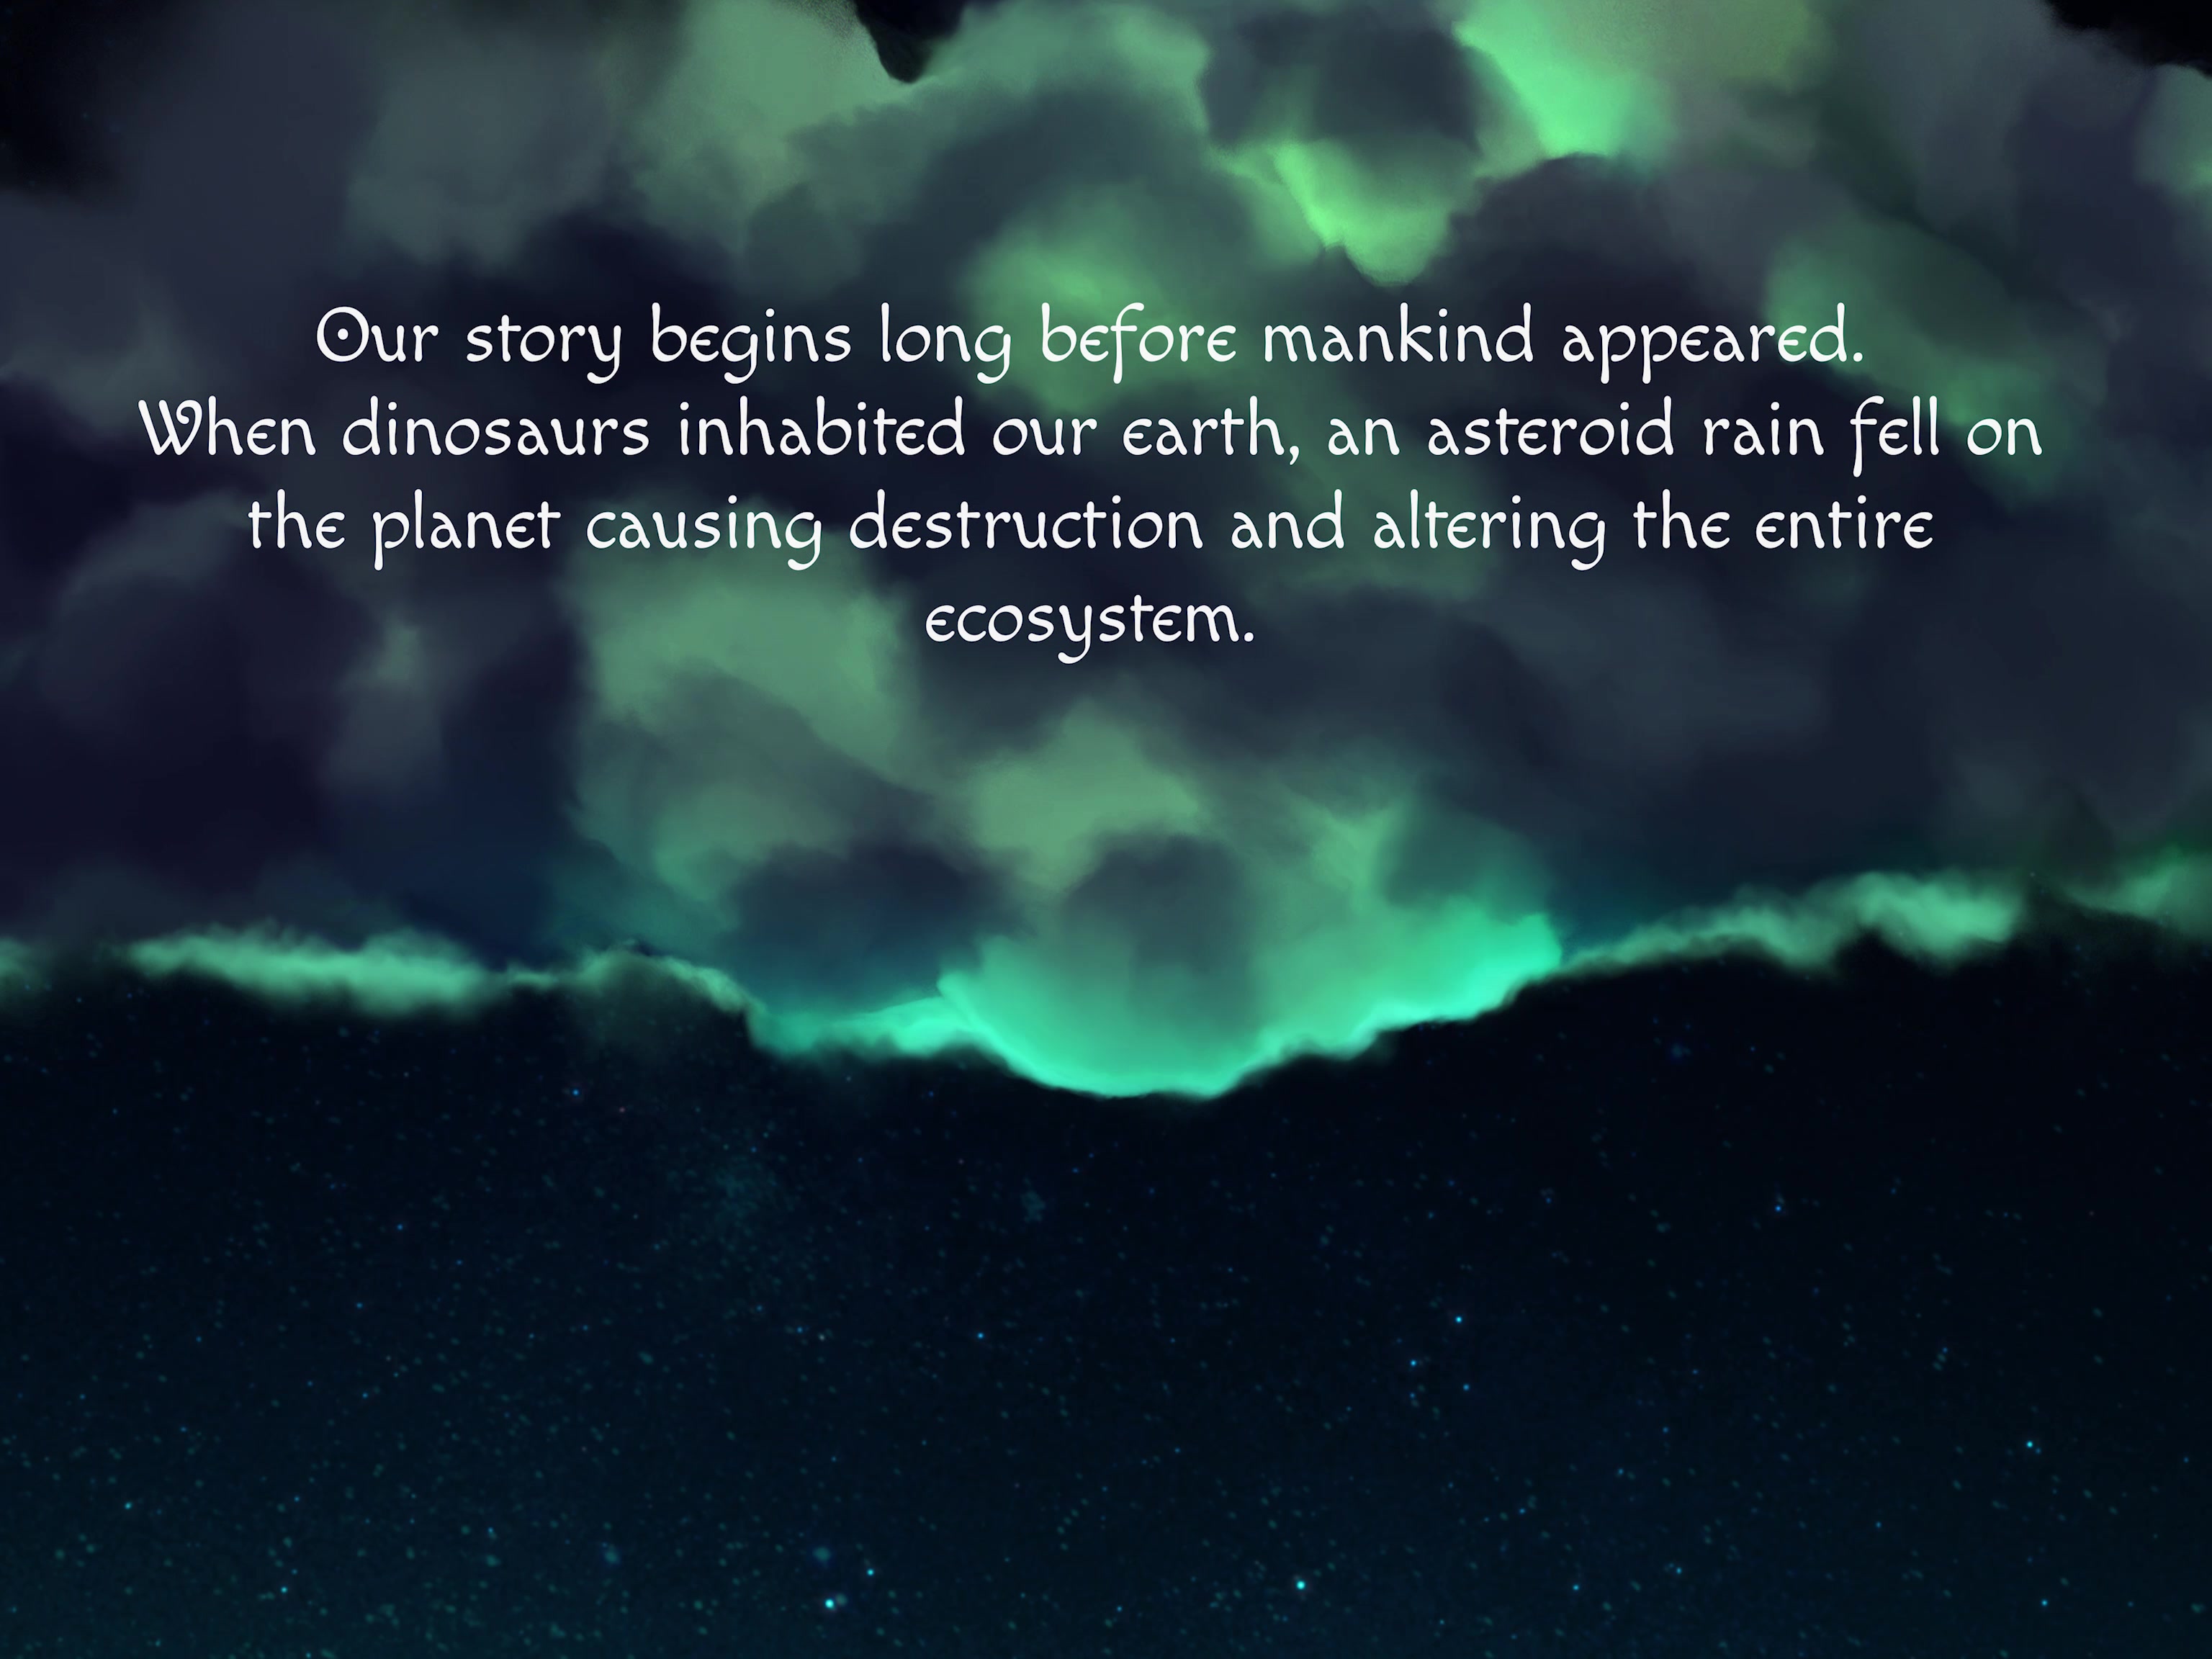 Our story begins long before mankind appeared.
When dinosaurs inhabited our earth, an asteroid rain fell on
the planet causing destruction and altering the entire
ecosystem.